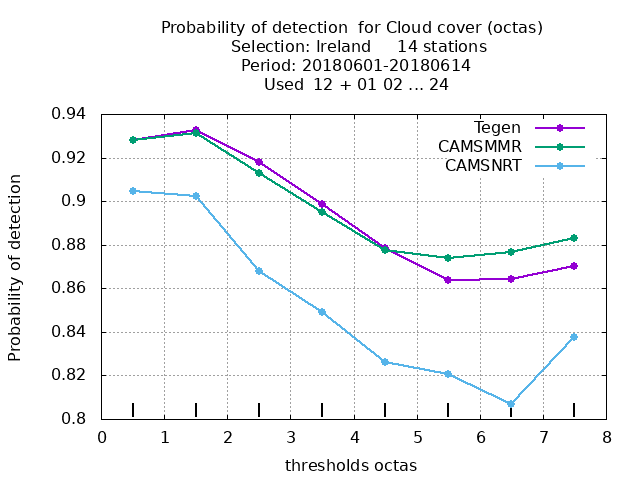 Probability of detection  for Cloud cover (octas)
Selection: Ireland     14 stations
Period: 20180601-20180614
Used  12 + 01 02 ... 24
Tegen
CAMSMMR
CAMSNRT
Probability of detection
0.94
0.92
0.9
0.88
0.86
0.84
0.82
0.8
0 1 2 3 4 5 6 7 8
thresholds octas